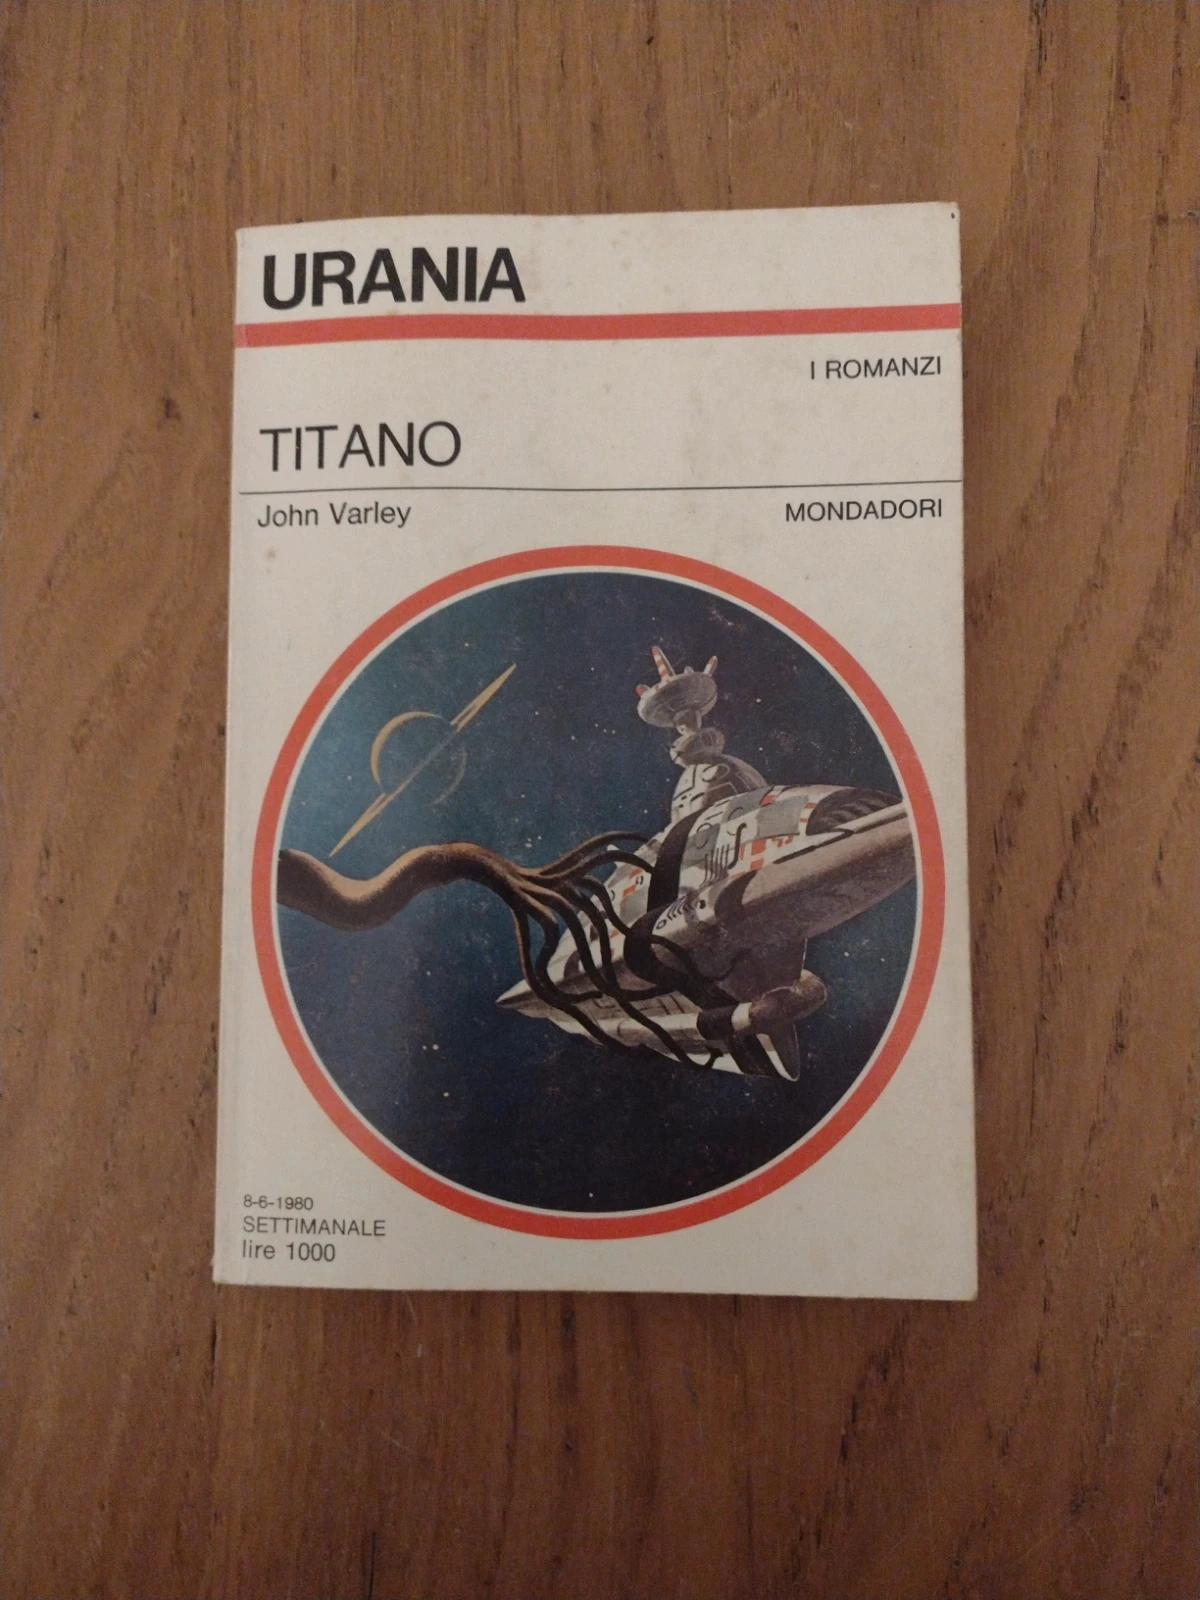 URANIA
I ROMANZI
TITANO
John Varley
MONDADORI
8-6-1980
SETTIMANALE
lire 1000